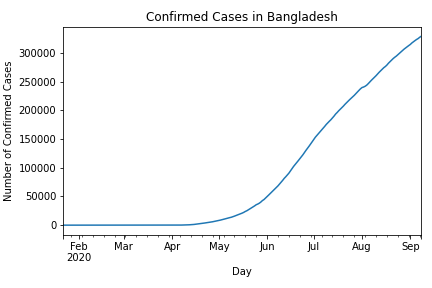 Confirmed Cases in Bangladesh
Number of Confirmed Cases
300000
250000
200000
150000
100000
50000
0
Feb Mar Apr May Jun Jul Aug Sep
2020
Day